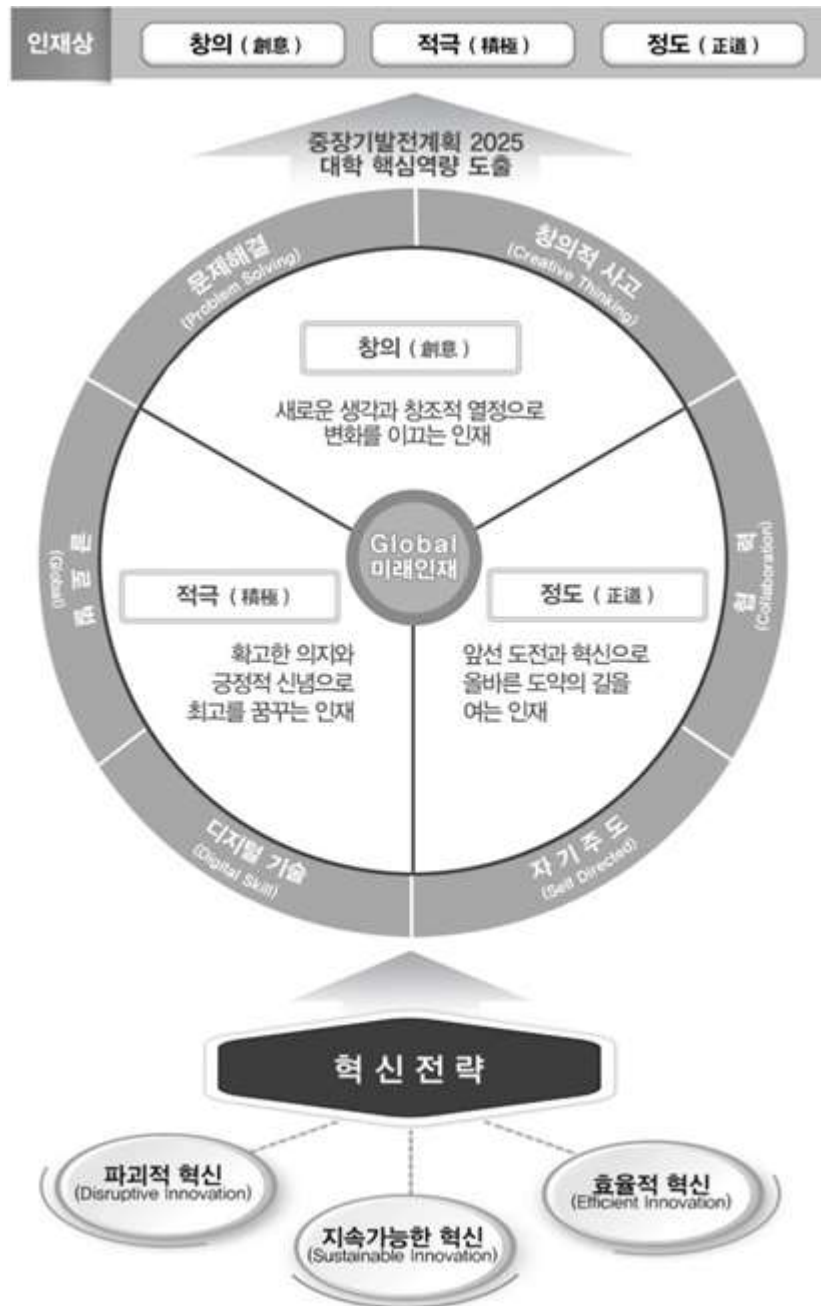 인재상
창의 ( 創意 )
적극 ( 積極 )
정도 ( 正道 )
중장기발전계획 2025
대학 핵심역량 도출
문제해결
(Problem Solving)
창의적 사고
(Creative Thinking)
창의 ( 創意 )
새로운 생각과 창조적 열정으로
변화를 이끄는 인재
글로벌
(Global)
협 력
(Collaboration)
Global
미래인재
적극 ( 積極 )
확고한 의지와
긍정적 신념으로
최고를 꿈꾸는 인재
정도 ( 正道 )
앞선 도전과 혁신으로
올바른 도약의 길을
여는 인재
디지털 기술
(Digital Skill)
자 기 주 도
(Self Directed)
혁 신 전 략
파괴적 혁신
(Disruptive Innovation)
지속가능한 혁신
(Sustainable Innovation)
효율적 혁신
(Efficient Innovation)